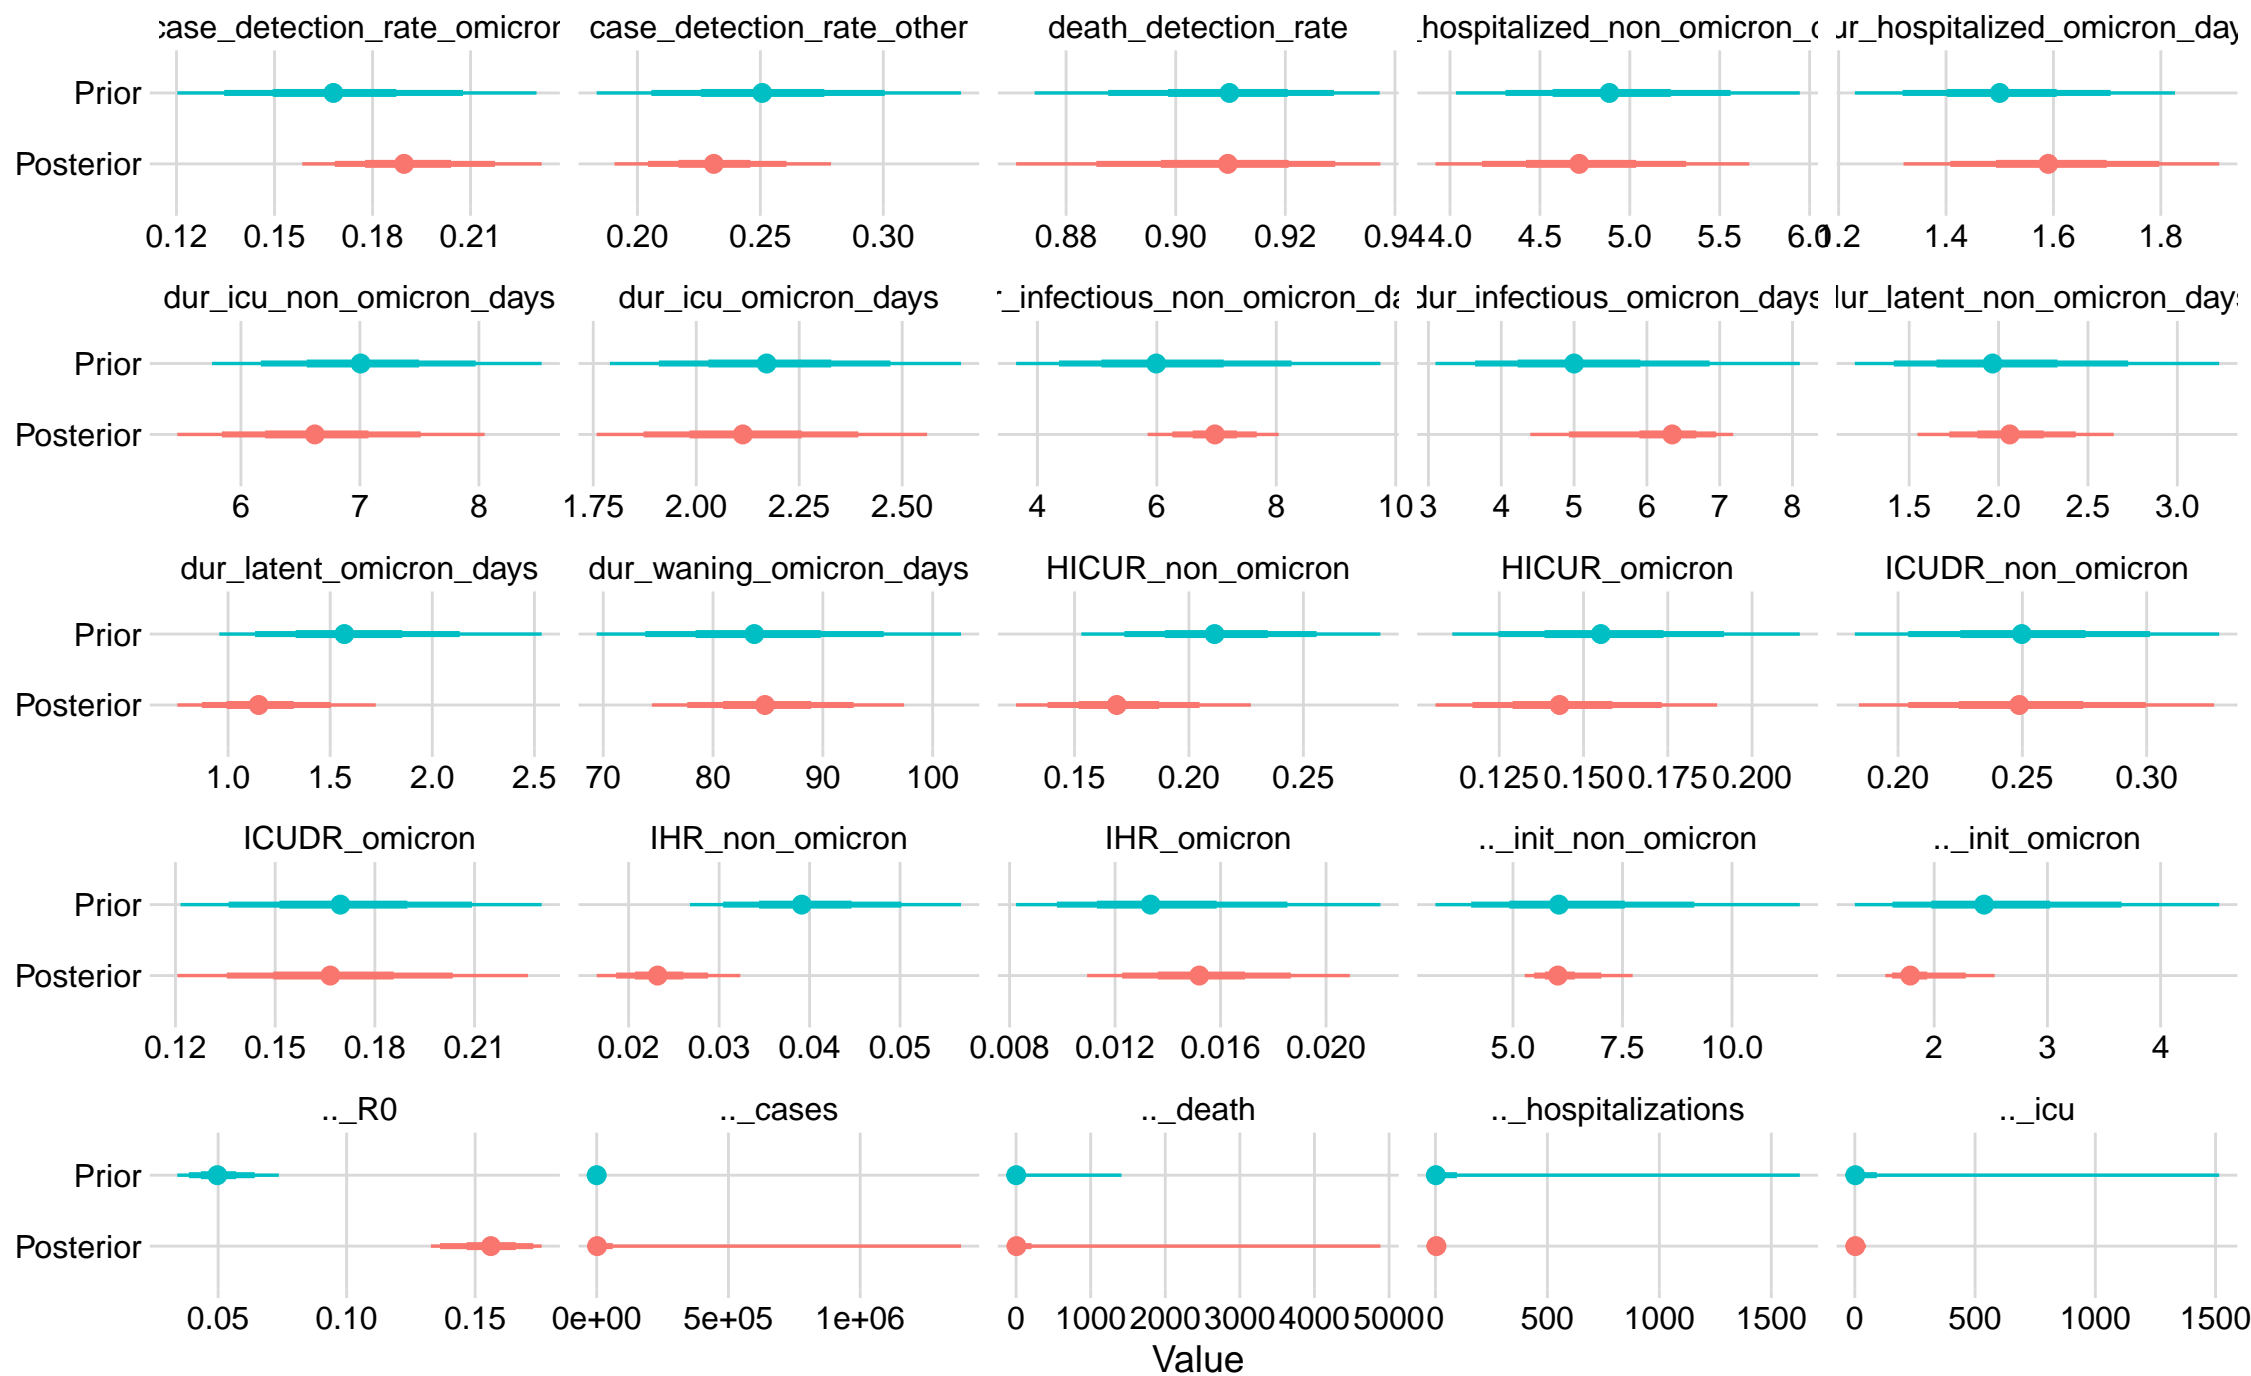 case_detection_rate_omicron case_detection_rate_other death_detection_rate _hospitalized_non_omicron_ ur_hospitalized_omicron_day
Prior
Posterior
0.12 0.15 0.18 0.21 0.20 0.25 0.30 0.88 0.90 0.92 0.94 4.0 4.5 5.0 5.5 6.0 1.2 1.4 1.6 1.8
dur_icu_non_omicron_days dur_icu_omicron_days r_infectious_non_omicron_da dur_infectious_omicron_days dur_latent_non_omicron_days
Prior
Posterior
6 7 8 1.75 2.00 2.25 2.50 4 6 8 10 3 4 5 6 7 8 1.5 2.0 2.5 3.0
dur_latent_omicron_days dur_waning_omicron_days HICUR_non_omicron HICUR_omicron ICUDR_non_omicron
Prior
Posterior
1.0 1.5 2.0 2.5 70 80 90 100 0.15 0.20 0.25 0.125 0.150 0.175 0.200 0.20 0.25 0.30
ICUDR_omicron IHR_non_omicron IHR_omicron .._init_non_omicron .._init_omicron
Prior
Posterior
0.12 0.15 0.18 0.21 0.02 0.03 0.04 0.05 0.008 0.012 0.016 0.020 5.0 7.5 10.0 2 3 4
.._R0 .._cases .._death .._hospitalizations .._icu
Prior
Posterior
0.05 0.10 0.15 0e+00 5e+05 1e+06 0 1000 2000 3000 4000 5000 0 500 1000 1500 0 500 1000 1500
Value